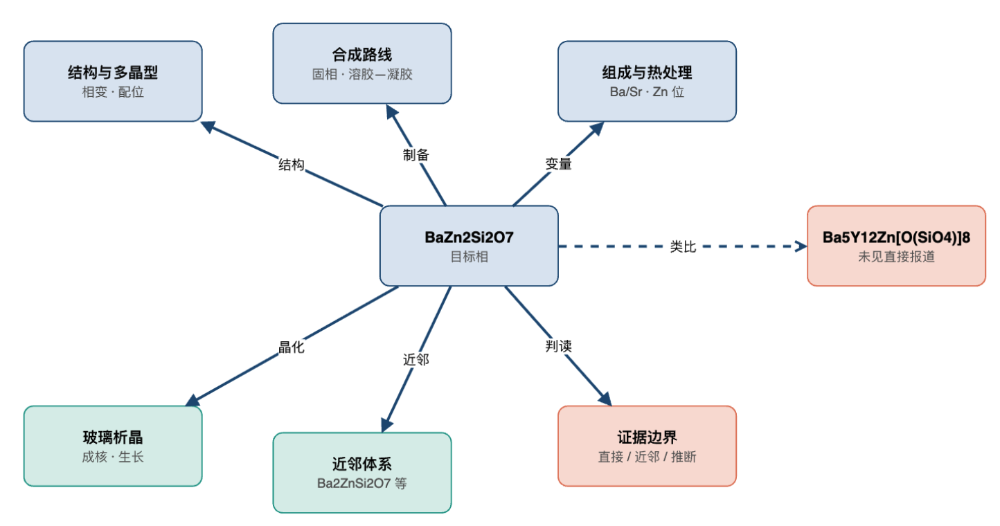 合成路线
固相 · 溶胶—凝胶
结构与多晶型
相变 · 配位
组成与热处理
Ba/Sr · Zn 位
制备
结构
变量
BaZn2Si2O7
目标相
类比
Ba5Y12Zn[O(SiO4)]8
未见直接报道
晶化
近邻
判读
玻璃析晶
成核 · 生长
近邻体系
Ba2ZnSi2O7 等
证据边界
直接 / 近邻 / 推断